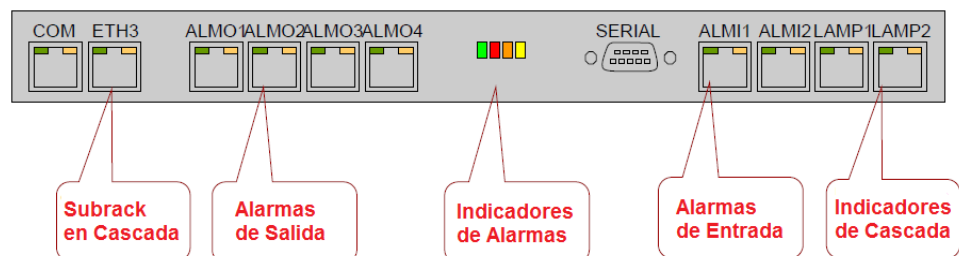 COM ETH3 ALMO1 ALMO2 ALMO3 ALMO4 SERIAL ALMI1 ALMI2 LAMP1 LAMP2
Subrack
en Cascada
Alarmas
de Salida
Indicadores
de Alarmas
Alarmas
de Entrada
Indicadores
de Cascada